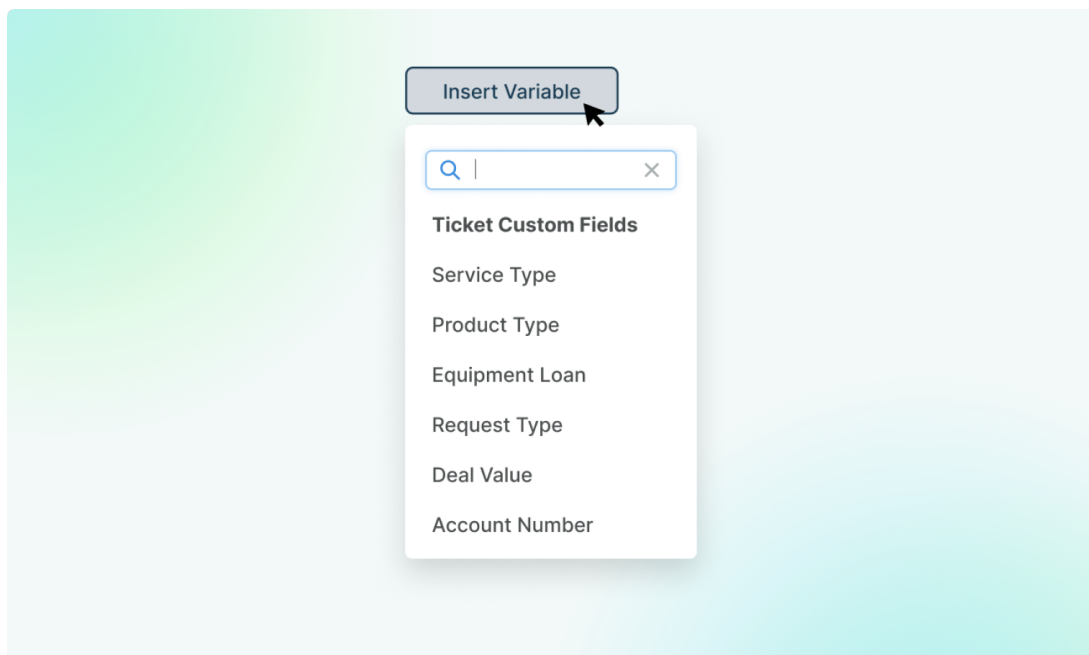 Insert Variable
Ticket Custom Fields
Service Type
Product Type
Equipment Loan
Request Type
Deal Value
Account Number